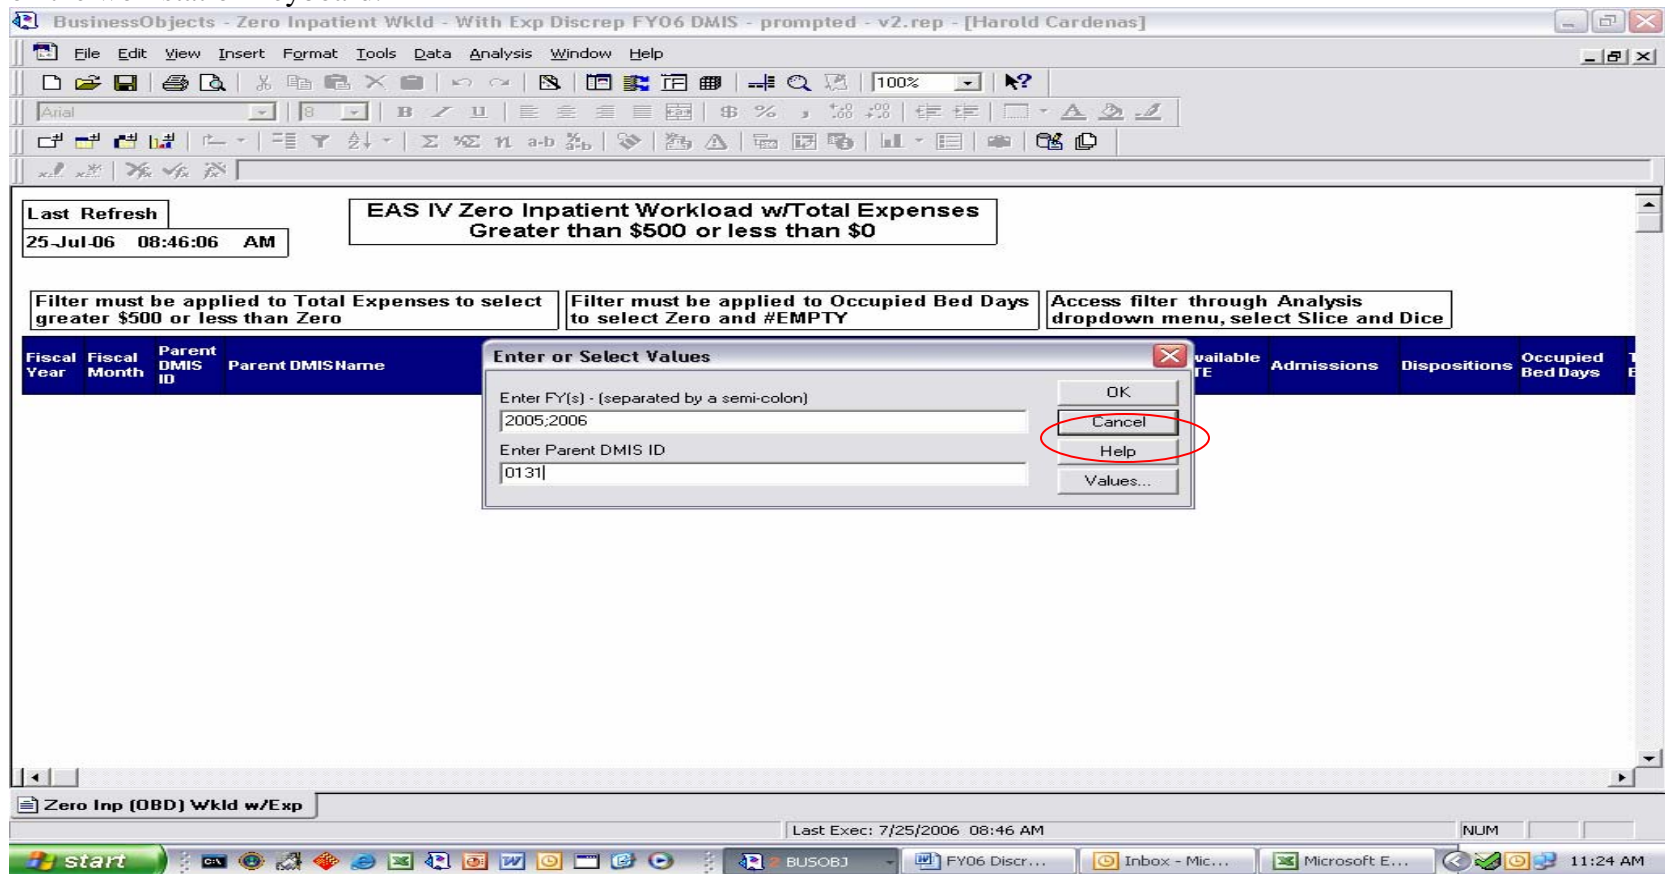 BusinessObjects - Zero Inpatient Wkld - With Exp Discrep FY06 DMIS - prompted - v2.rep - [Harold Cardenas]
File Edit View Insert Format Tools Data Analysis Window Help
100%
Arial 8 B U $ %
a-b
Last Refresh
25-Jul-06 08:46:06 AM
EAS IV Zero Inpatient Workload w/Total Expenses
Greater than $500 or less than $0
Filter must be applied to Total Expenses to select
greater $500 or less than Zero
Filter must be applied to Occupied Bed Days
to select Zero and #EMPTY
Access filter through Analysis
dropdown menu, select Slice and Dice
Fiscal Year
Fiscal Month
Parent DMIS ID
Parent DMIS Name
Admissions
Dispositions
Occupied Bed Days
Enter or Select Values
Enter FY(s) - (separated by a semi-colon)
2005;2006
Enter Parent DMIS ID
0131
OK
Cancel
Help
Values...
Zero Inp (OBD) Wkld w/Exp
Last Exec: 7/25/2006 08:46 AM
NUM
start
2 BUSOBJ
FY06 Discr...
Inbox - Mic...
Microsoft E...
11:24 AM